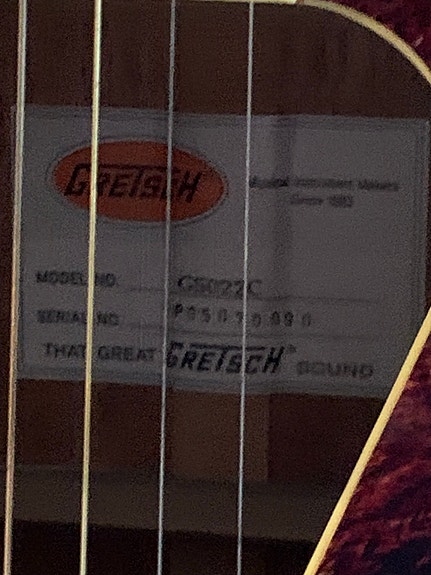 GRETSCH
Musical Instrument Makers
Since 1883
MODEL NO. G5022C
SERIAL NO.
THAT GREAT GRETSCH® SOUND